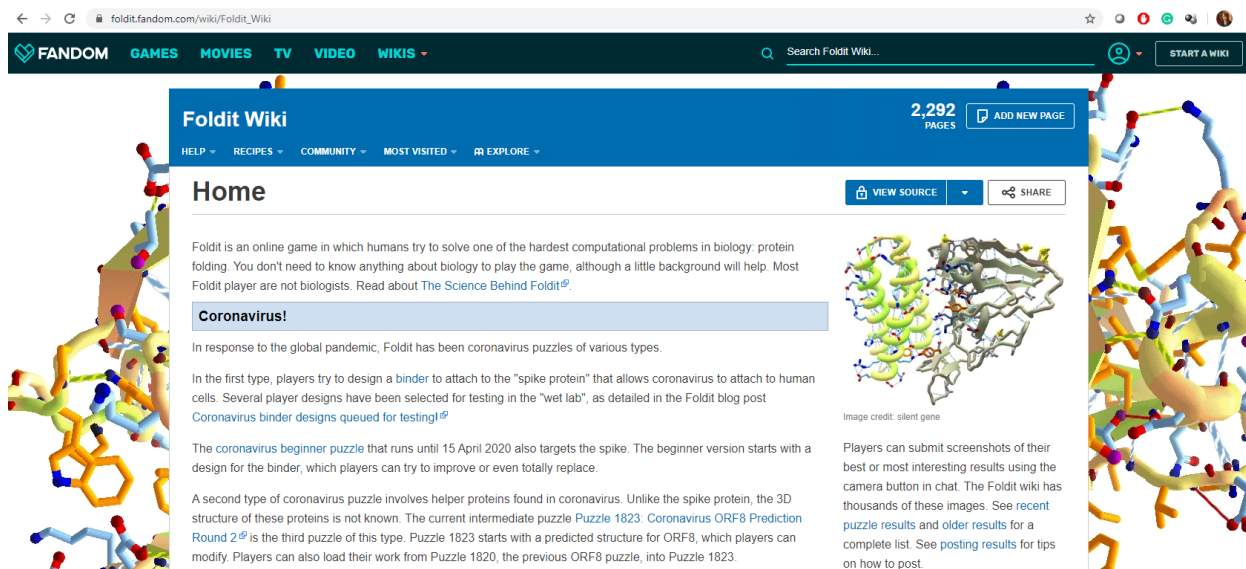 foldit.fandom.com/wiki/Foldit_Wiki
FANDOM GAMES MOVIES TV VIDEO WIKIS Search Foldit Wiki... START A WIKI
Foldit Wiki
2,292
PAGES
ADD NEW PAGE
HELP RECIPES COMMUNITY MOST VISITED EXPLORE
Home
VIEW SOURCE
SHARE
Foldit is an online game in which humans try to solve one of the hardest computational problems in biology: protein
folding. You don't need to know anything about biology to play the game, although a little background will help. Most
Foldit player are not biologists. Read about The Science Behind Foldit.
Coronavirus!
In response to the global pandemic, Foldit has been coronavirus puzzles of various types.
In the first type, players try to design a binder to attach to the "spike protein" that allows coronavirus to attach to human
cells. Several player designs have been selected for testing in the "wet lab", as detailed in the Foldit blog post
Coronavirus binder designs queued for testing!
The coronavirus beginner puzzle that runs until 15 April 2020 also targets the spike. The beginner version starts with a
design for the binder, which players can try to improve or even totally replace.
A second type of coronavirus puzzle involves helper proteins found in coronavirus. Unlike the spike protein, the 3D
structure of these proteins is not known. The current intermediate puzzle Puzzle 1823: Coronavirus ORF8 Prediction
Round 2 is the third puzzle of this type. Puzzle 1823 starts with a predicted structure for ORF8, which players can
modify. Players can also load their work from Puzzle 1820, the previous ORF8 puzzle, into Puzzle 1823.
Image credit: silent gene
Players can submit screenshots of their
best or most interesting results using the
camera button in chat. The Foldit wiki has
thousands of these images. See recent
puzzle results and older results for a
complete list. See posting results for tips
on how to post.